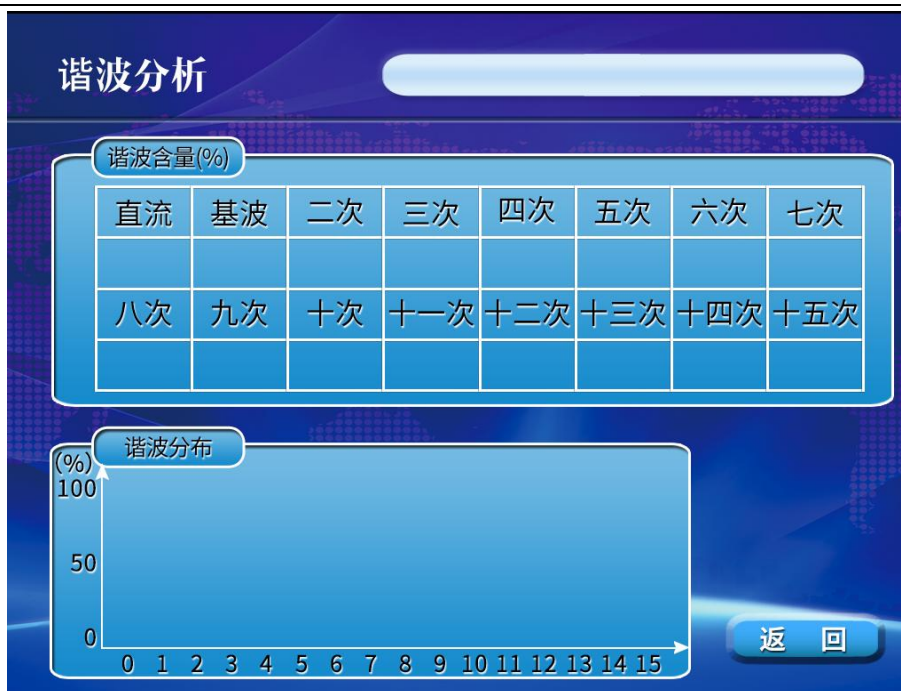 谐波分析
谐波含量(%)
直流 基波 二次 三次 四次 五次 六次 七次
八次 九次 十次 十一次 十二次 十三次 十四次 十五次
谐波分布
(%)
100
50
0
0 1 2 3 4 5 6 7 8 9 10 11 12 13 14 15
返 回